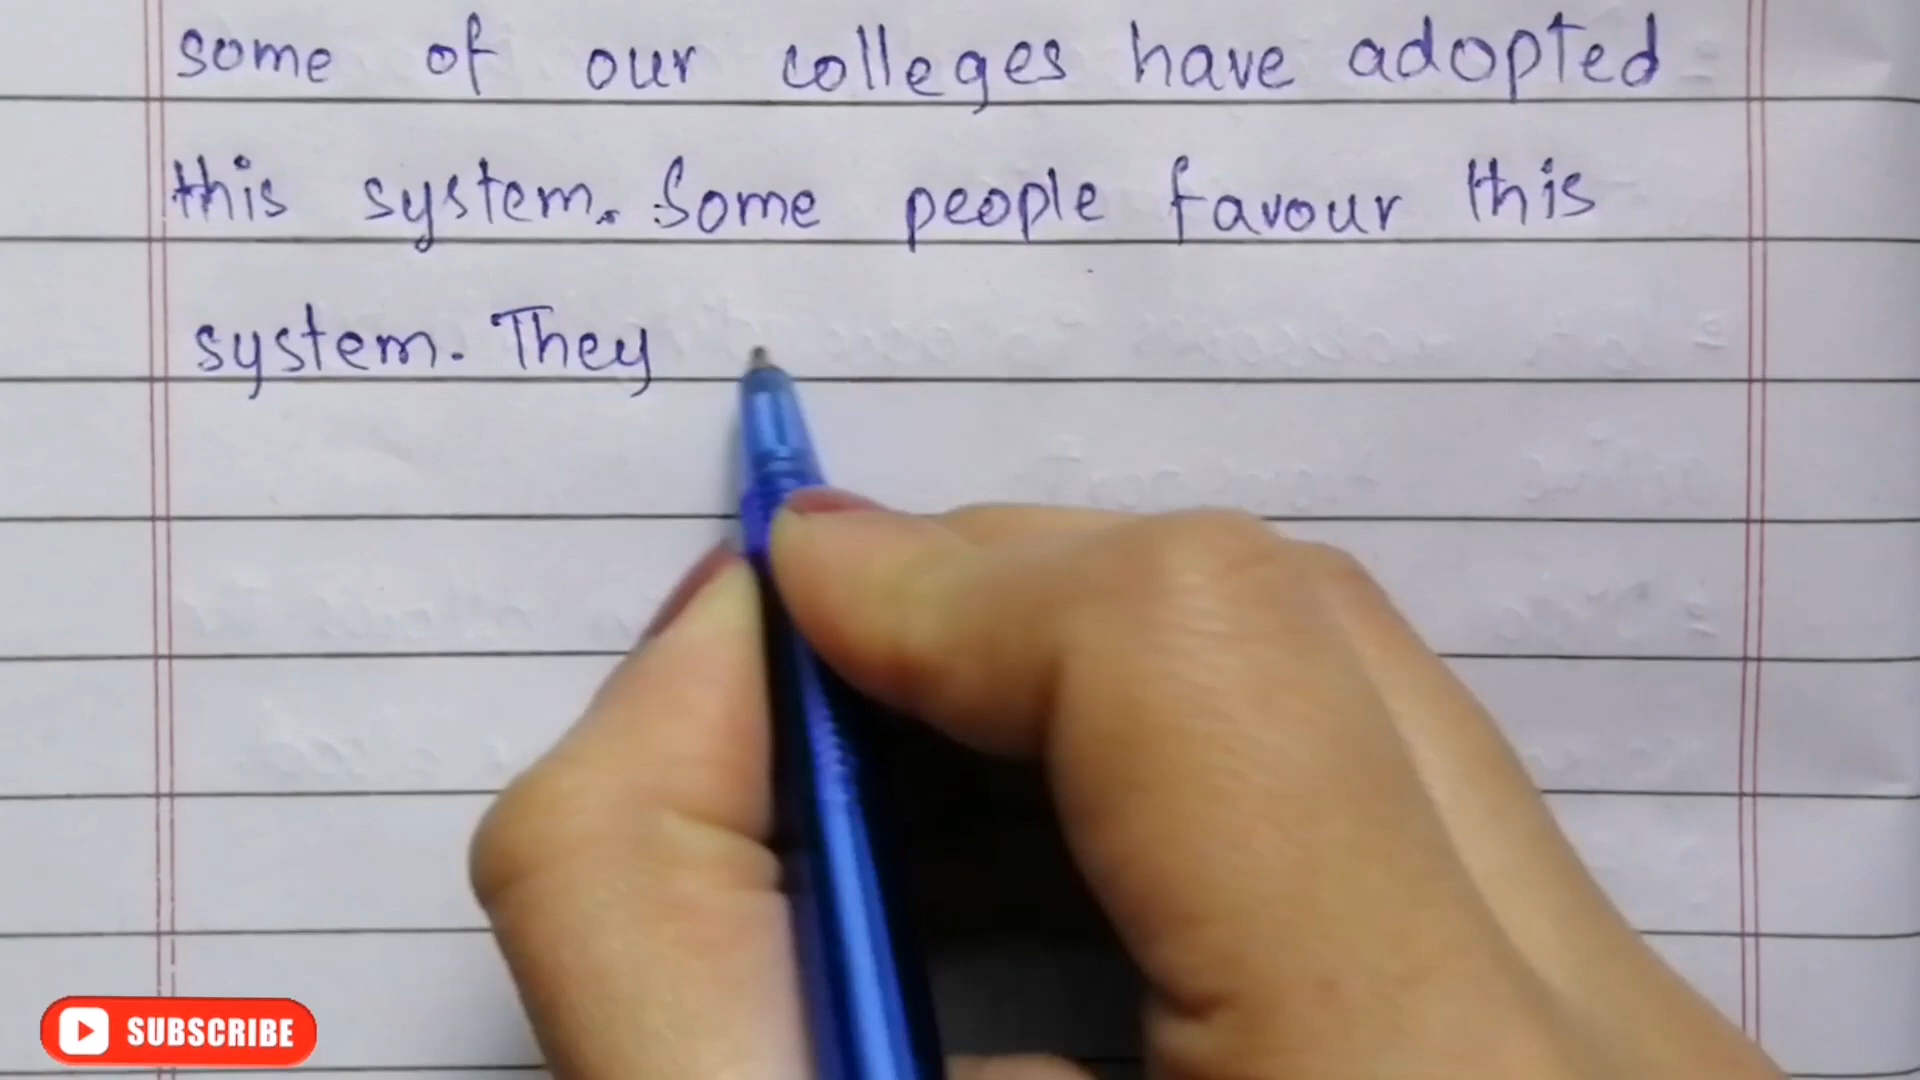 some of our colleges have adopted
this system. Some people favour this
system. They
SUBSCRIBE